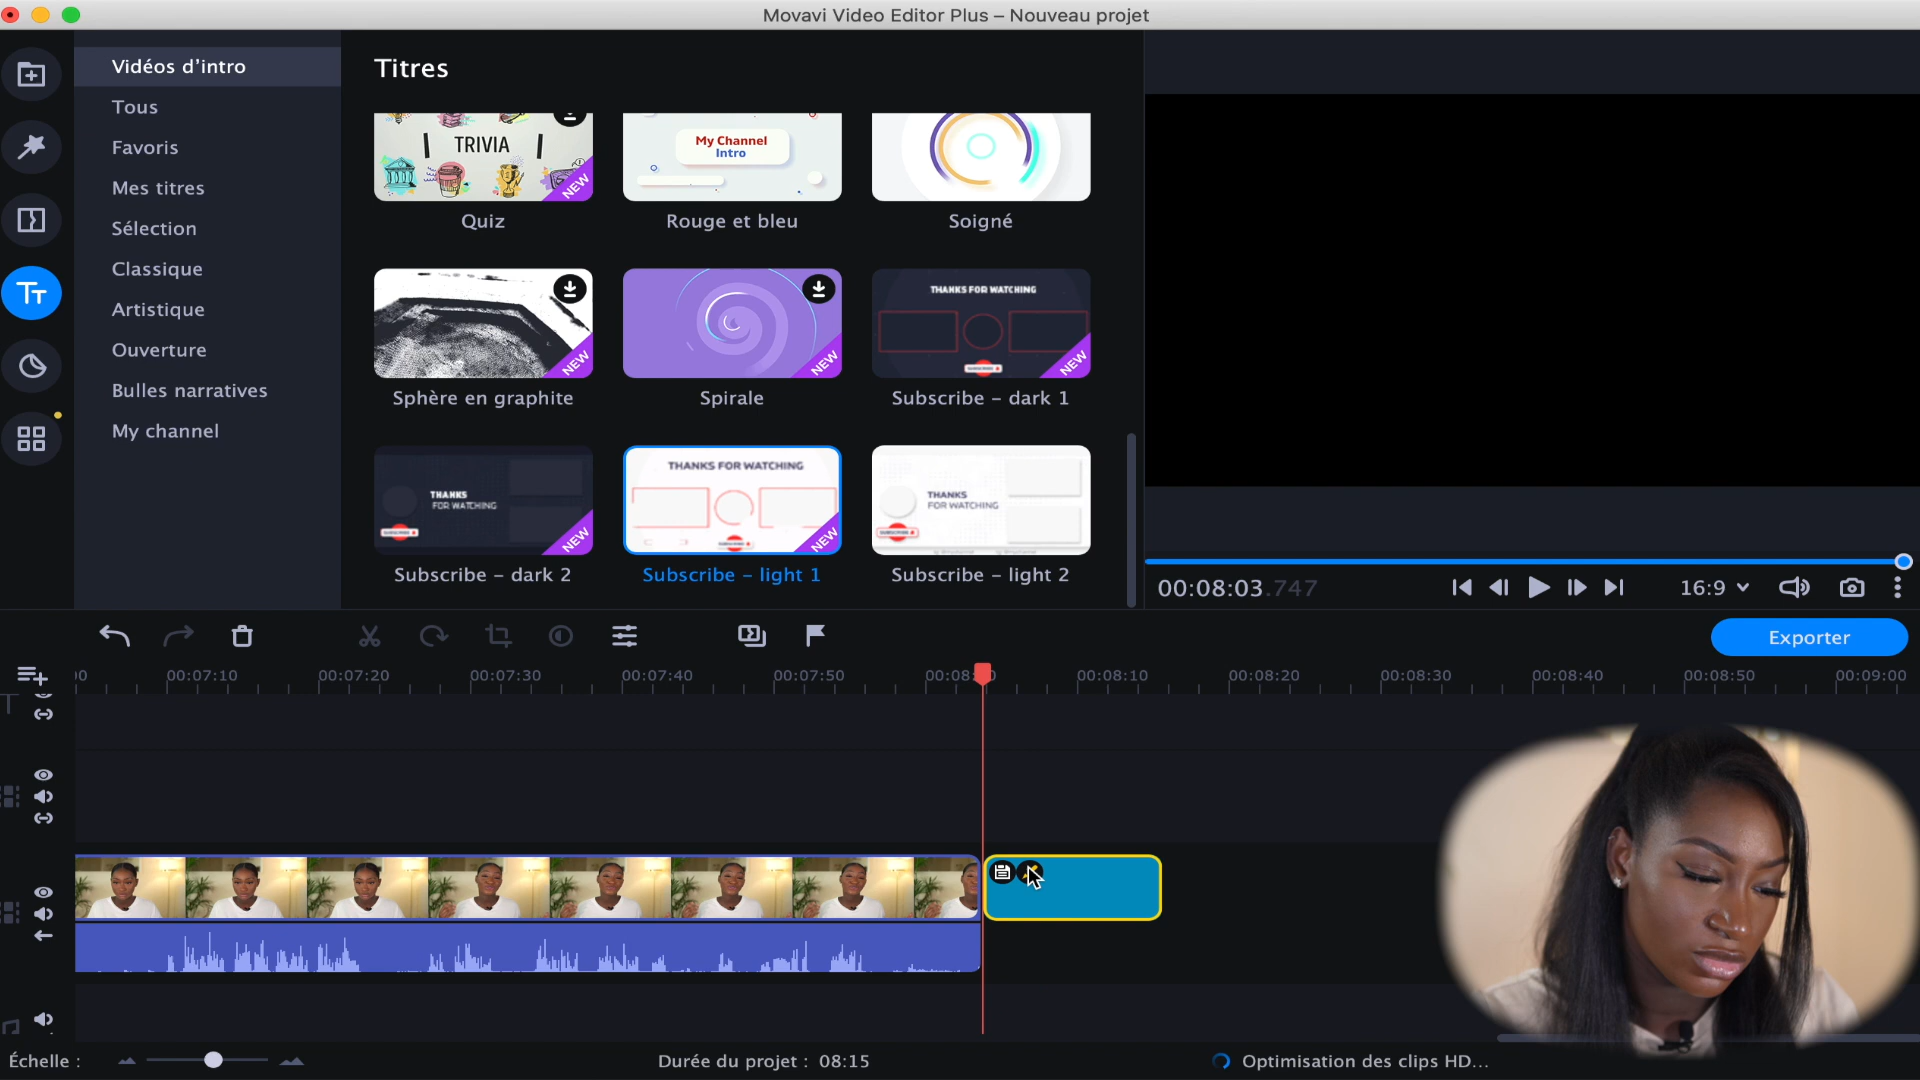 Movavi Video Editor Plus – Nouveau projet
Vidéos d'intro
Tous
Favoris
Mes titres
Sélection
Classique
Artistique
Ouverture
Bulles narratives
My channel
Titres
TRIVIA
NEW
Quiz
My Channel
Intro
Rouge et bleu
Soigné
NEW
Sphère en graphite
NEW
Spirale
THANKS FOR WATCHING
SUBSCRIBE
NEW
Subscribe – dark 1
THANKS
FOR WATCHING
SUBSCRIBE
NEW
Subscribe – dark 2
THANKS FOR WATCHING
SUBSCRIBE
NEW
Subscribe – light 1
THANKS
FOR WATCHING
SUBSCRIBE
Subscribe – light 2
00:08:03.747
16:9
Exporter
00:07:10
00:07:20
00:07:30
00:07:40
00:07:50
00:08:10
00:08:20
00:08:30
00:08:40
00:08:50
00:09:00
Échelle :
Durée du projet : 08:15
Optimisation des clips HD...